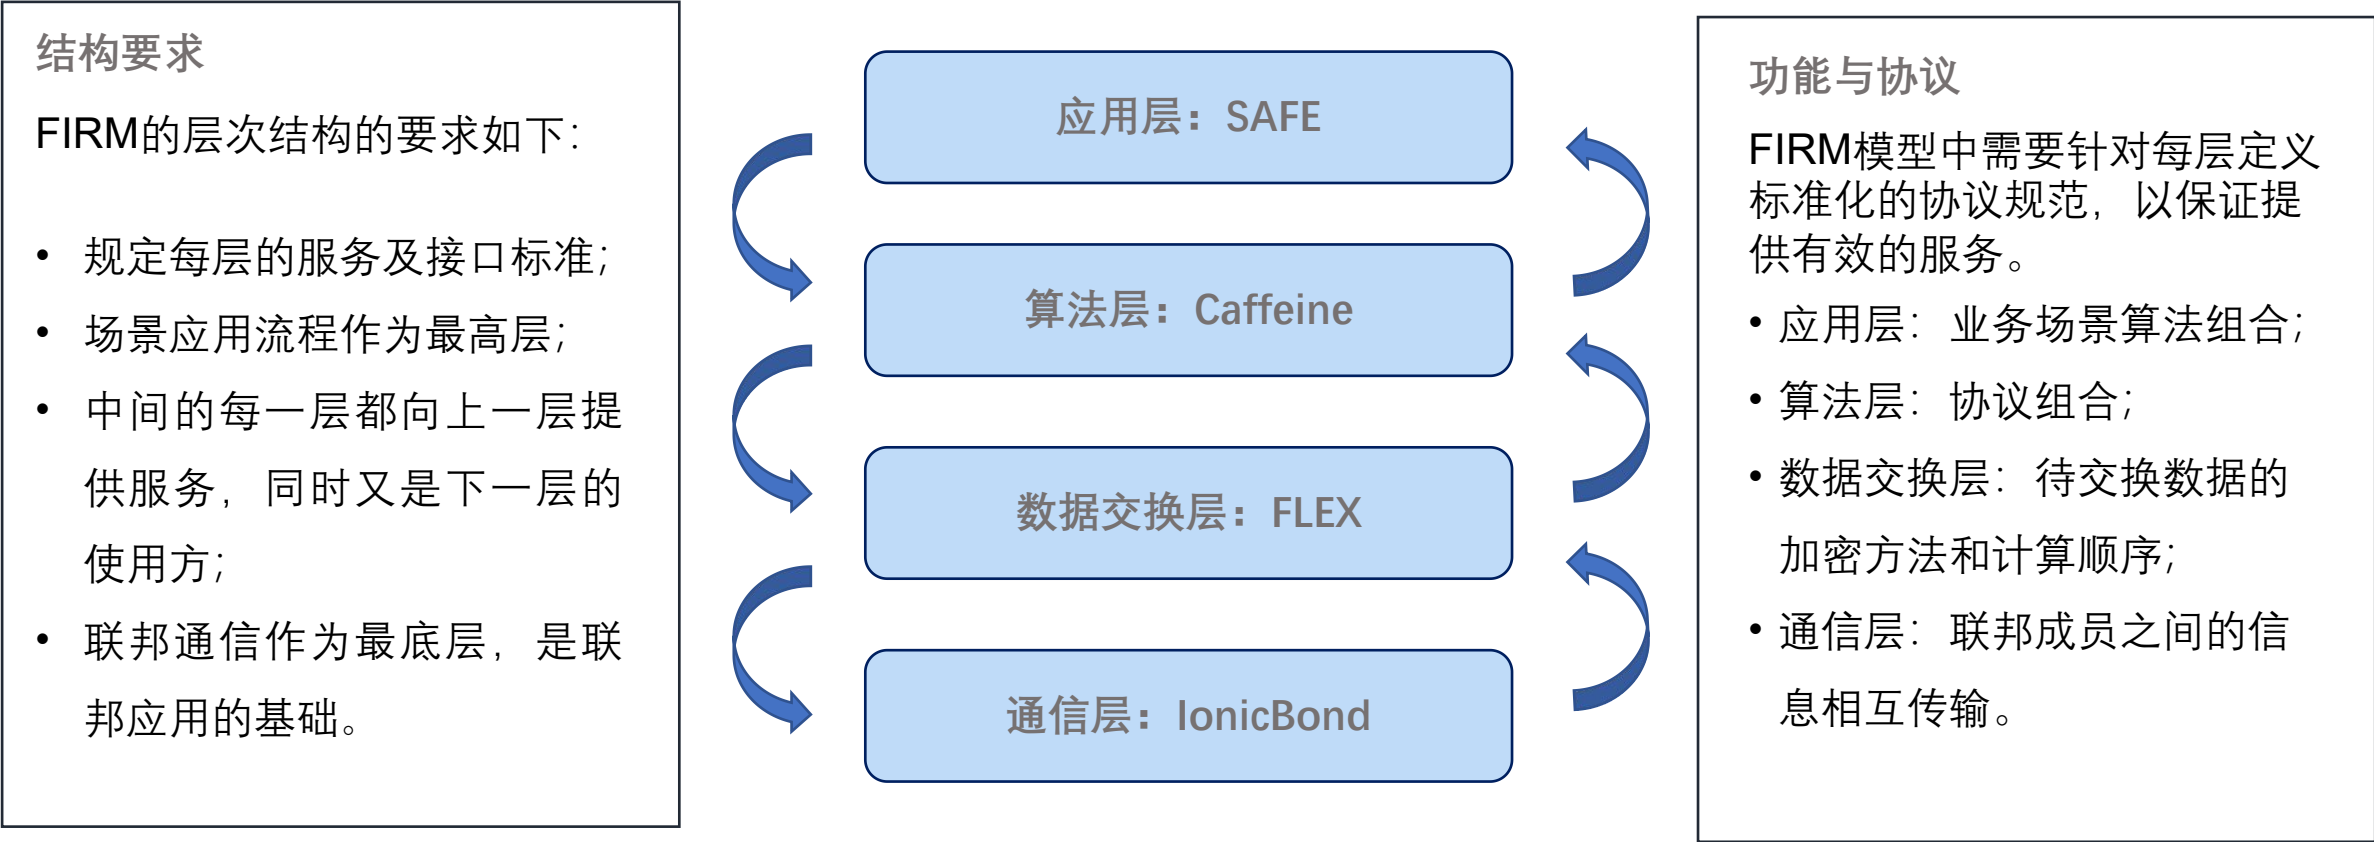 结构要求
FIRM的层次结构的要求如下：
• 规定每层的服务及接口标准；
• 场景应用流程作为最高层；
• 中间的每一层都向上一层提
供服务，同时又是下一层的
使用方；
• 联邦通信作为最底层，是联
邦应用的基础。
应用层：SAFE
算法层：Caffeine
数据交换层：FLEX
通信层：IonicBond
功能与协议
FIRM模型中需要针对每层定义
标准化的协议规范，以保证提
供有效的服务。
• 应用层：业务场景算法组合；
• 算法层：协议组合；
• 数据交换层：待交换数据的
加密方法和计算顺序；
• 通信层：联邦成员之间的信
息相互传输。